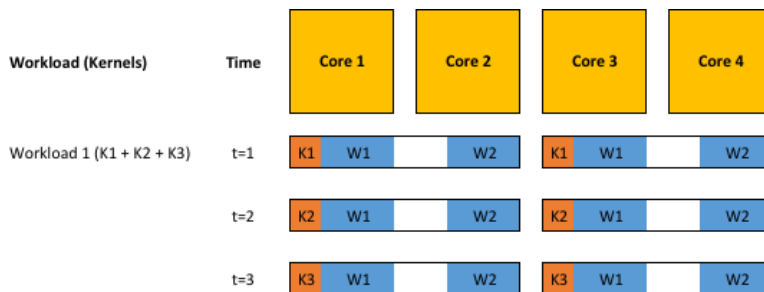 Workload (Kernels) Time Core 1 Core 2 Core 3 Core 4
Workload 1 (K1 + K2 + K3) t=1 K1 W1 W2 K1 W1 W2
t=2 K2 W1 W2 K2 W1 W2
t=3 K3 W1 W2 K3 W1 W2